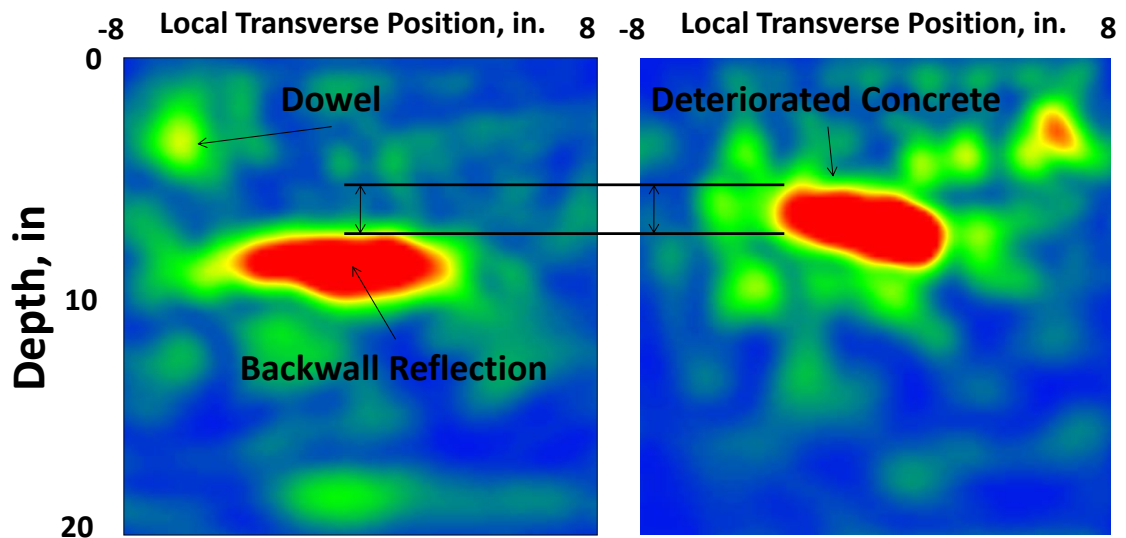 Local Transverse Position, in.
-8
8
Local Transverse Position, in.
-8
8
0
Dowel
Deteriorated Concrete
Depth, in
10
Backwall Reflection
20